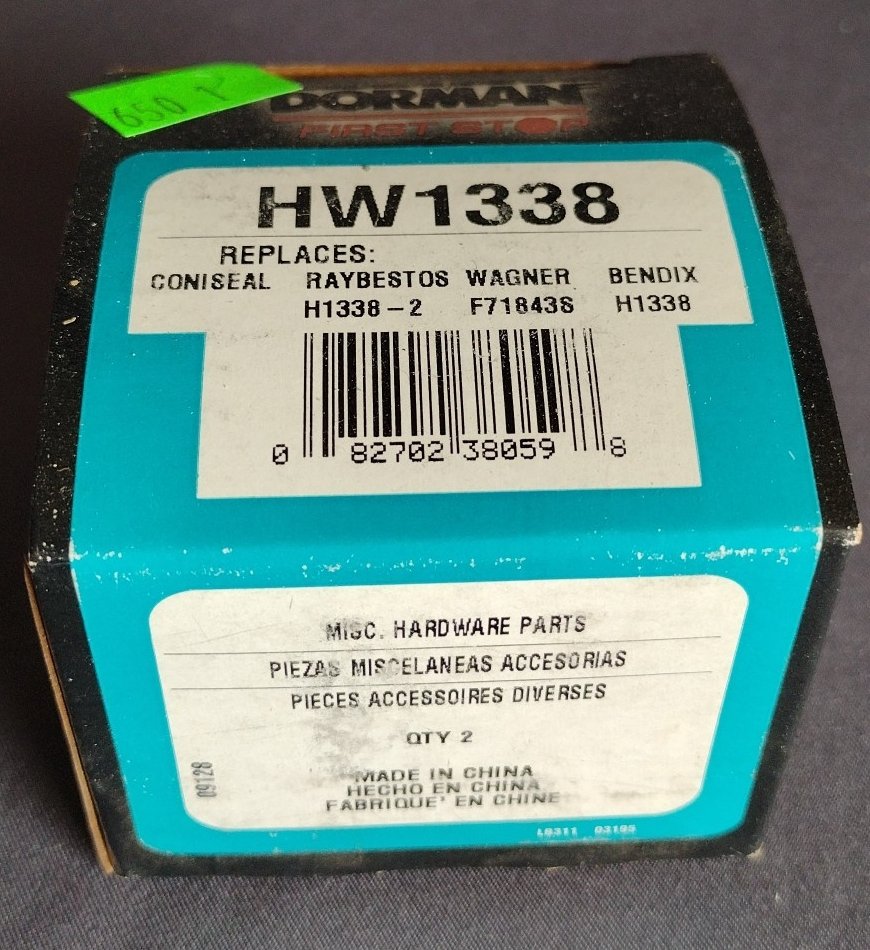 650 г
DORMAN
FIRST STOP
HW1338
REPLACES:
CONISEAL RAYBESTOS WAGNER BENDIX
H1338-2 F71843S H1338
0 82702 38059 8
MISC. HARDWARE PARTS
PIEZAS MISCELANEAS ACCESORIAS
PIECES ACCESSOIRES DIVERSES
QTY 2
09128
MADE IN CHINA
HECHO EN CHINA
FABRIQUE' EN CHINE